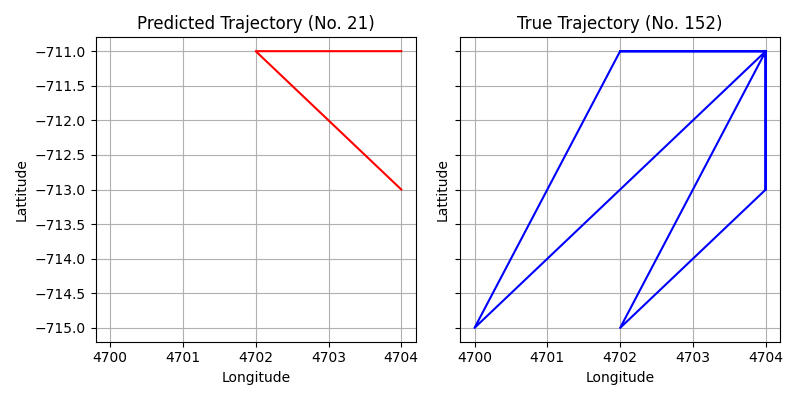 Predicted Trajectory (No. 21)
True Trajectory (No. 152)
−711.0
−711.5
−712.0
−712.5
−713.0
−713.5
−714.0
−714.5
−715.0
Lattitude
Lattitude
4700 4701 4702 4703 4704
4700 4701 4702 4703 4704
Longitude
Longitude